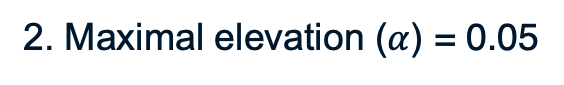 2. Maximal elevation (α) = 0.05